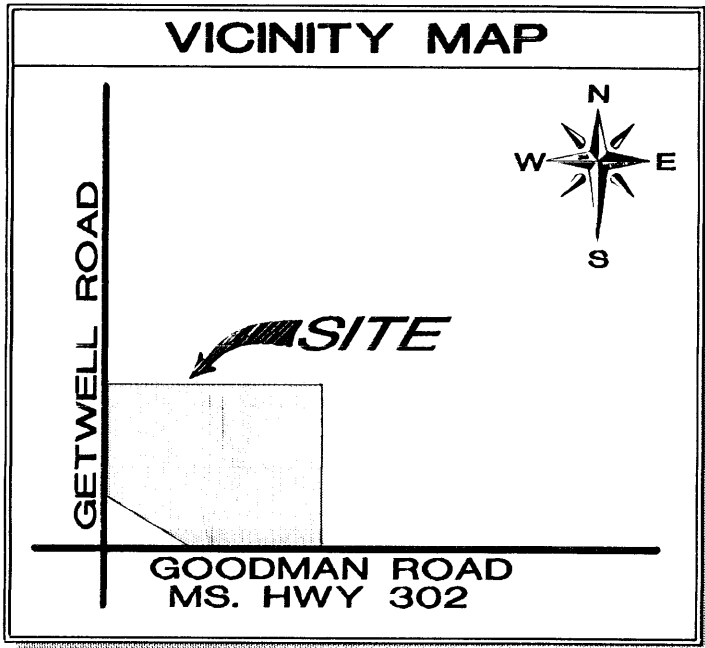 VICINITY MAP
N
W E
S
GETWELL ROAD
SITE
GOODMAN ROAD
MS. HWY 302